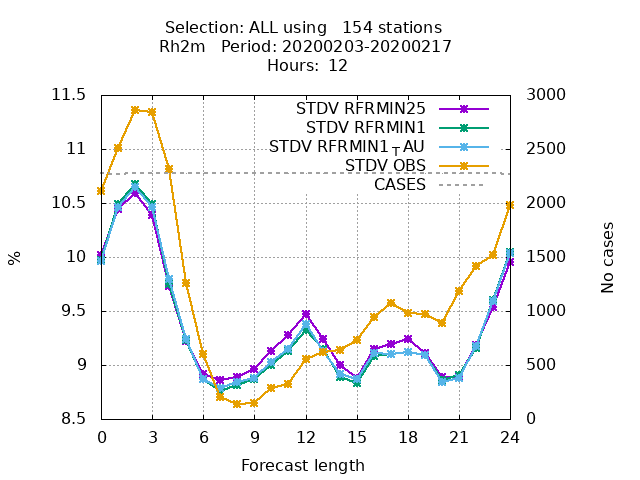 Selection: ALL using   154 stations
Rh2m   Period: 20200203-20200217
Hours: 12
STDV RFRMIN25
STDV RFRMIN1
STDV RFRMIN1┬AU
STDV OBS
CASES
11.5
11
10.5
10
9.5
9
8.5
%
3000
2500
2000
1500
1000
500
0
No cases
0 3 6 9 12 15 18 21 24
Forecast length